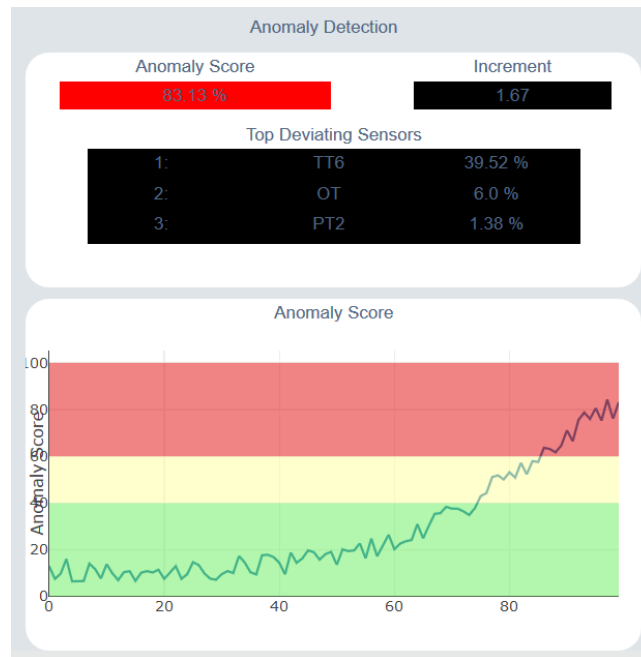 Anomaly Detection
Anomaly Score Increment
83.13 % 1.67
Top Deviating Sensors
1: TT6 39.52 %
2: OT 6.0 %
3: PT2 1.38 %
Anomaly Score
100
80
60
40
20
0
Anomaly Score
0 20 40 60 80